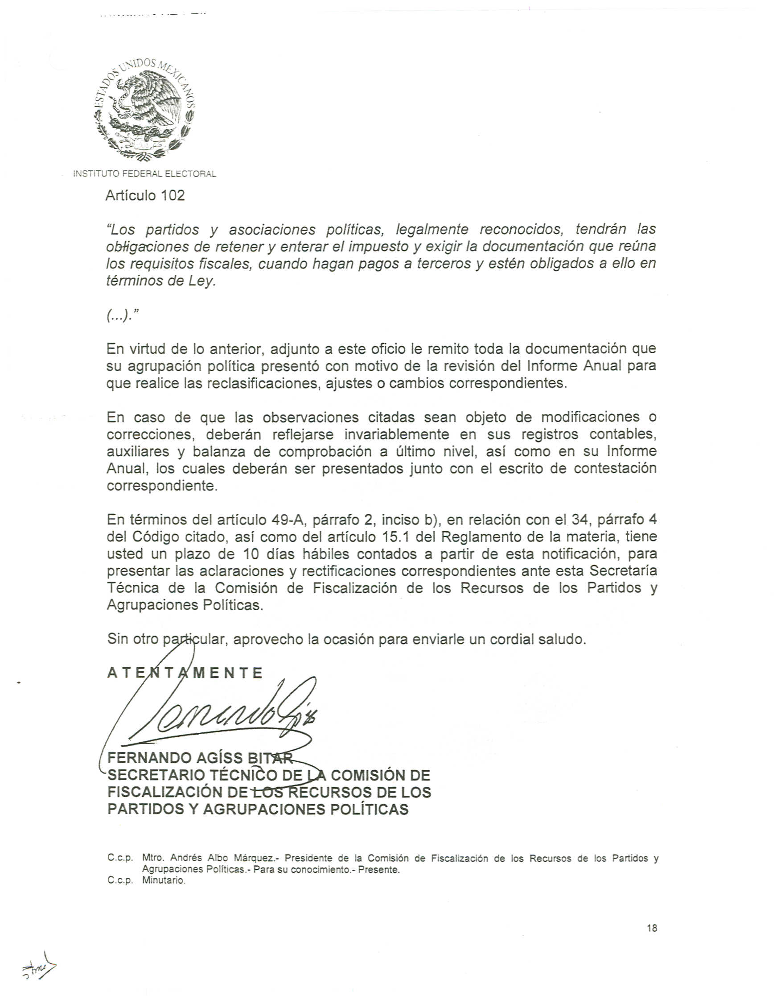 ESTADOS UNIDOS MEXICANOS
INSTITUTO FEDERAL ELECTORAL
Artículo 102
“Los partidos y asociaciones políticas, legalmente reconocidos, tendrán las
obligaciones de retener y enterar el impuesto y exigir la documentación que reúna
los requisitos fiscales, cuando hagan pagos a terceros y estén obligados a ello en
términos de Ley.
(...).”
En virtud de lo anterior, adjunto a este oficio le remito toda la documentación que
su agrupación política presentó con motivo de la revisión del Informe Anual para
que realice las reclasificaciones, ajustes o cambios correspondientes.
En caso de que las observaciones citadas sean objeto de modificaciones o
correcciones, deberán reflejarse invariablemente en sus registros contables,
auxiliares y balanza de comprobación a último nivel, así como en su Informe
Anual, los cuales deberán ser presentados junto con el escrito de contestación
correspondiente.
En términos del artículo 49-A, párrafo 2, inciso b), en relación con el 34, párrafo 4
del Código citado, así como del artículo 15.1 del Reglamento de la materia, tiene
usted un plazo de 10 días hábiles contados a partir de esta notificación, para
presentar las aclaraciones y rectificaciones correspondientes ante esta Secretaría
Técnica de la Comisión de Fiscalización de los Recursos de los Partidos y
Agrupaciones Políticas.
Sin otro particular, aprovecho la ocasión para enviarle un cordial saludo.
A T E N T A M E N T E
FERNANDO AGÍSS BITAR
SECRETARIO TÉCNICO DE LA COMISIÓN DE
FISCALIZACIÓN DE LOS RECURSOS DE LOS
PARTIDOS Y AGRUPACIONES POLÍTICAS
C.c.p. Mtro. Andrés Albo Márquez.- Presidente de la Comisión de Fiscalización de los Recursos de los Partidos y
Agrupaciones Políticas.- Para su conocimiento.- Presente.
C.c.p. Minutario.
18